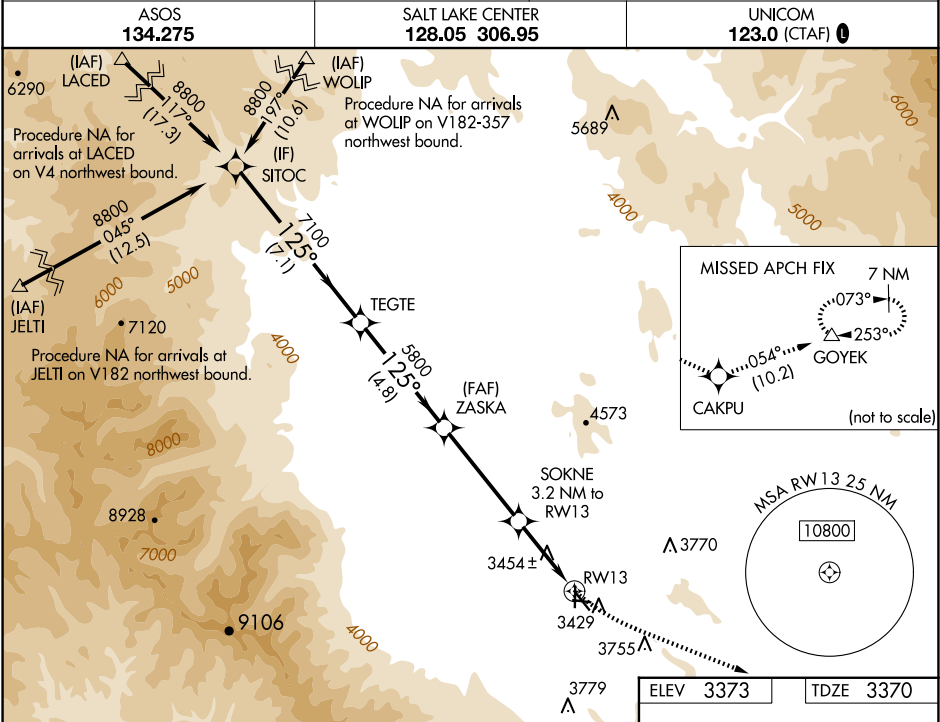 ASOS
134.275
SALT LAKE CENTER
128.05 306.95
UNICOM
123.0 (CTAF) L
(IAF)
LACED
(IAF)
WOLIP
6290
8800
117°
(17.3)
8800
197°
(10.6)
Procedure NA for arrivals
at WOLIP on V182-357
northwest bound.
5689
6000
Procedure NA for
arrivals at LACED
on V4 northwest bound.
(IF)
SITOC
8800
045°
(12.5)
7100
125°
(7.1)
4000
5000
(IAF)
JELTI
6000
5000
7120
Procedure NA for arrivals at
JELTI on V182 northwest bound.
4000
TEGTE
5800
125°
(4.8)
(FAF)
ZASKA
MISSED APCH FIX
7 NM
073°
253°
GOYEK
054°
(10.2)
CAKPU
(not to scale)
4573
8000
8928
7000
SOKNE
3.2 NM to
RW13
3454±
3770
MSA RW13 25 NM
10800
RW13
3429
9106
4000
3755
3779
ELEV 3373
TDZE 3370